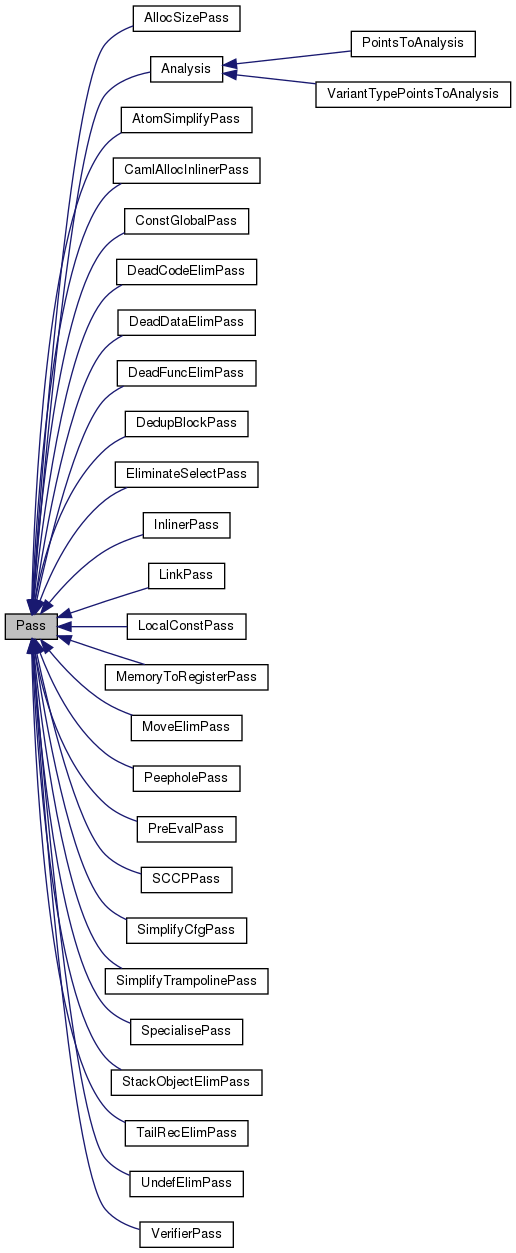 AllocSizePass
PointsToAnalysis
Analysis
VariantTypePointsToAnalysis
AtomSimplifyPass
CamlAllocInlinerPass
ConstGlobalPass
DeadCodeElimPass
DeadDataElimPass
DeadFuncElimPass
DedupBlockPass
EliminateSelectPass
InlinerPass
LinkPass
Pass
LocalConstPass
MemoryToRegisterPass
MoveElimPass
PeepholePass
PreEvalPass
SCCPPass
SimplifyCfgPass
SimplifyTrampolinePass
SpecialisePass
StackObjectElimPass
TailRecElimPass
UndefElimPass
VerifierPass